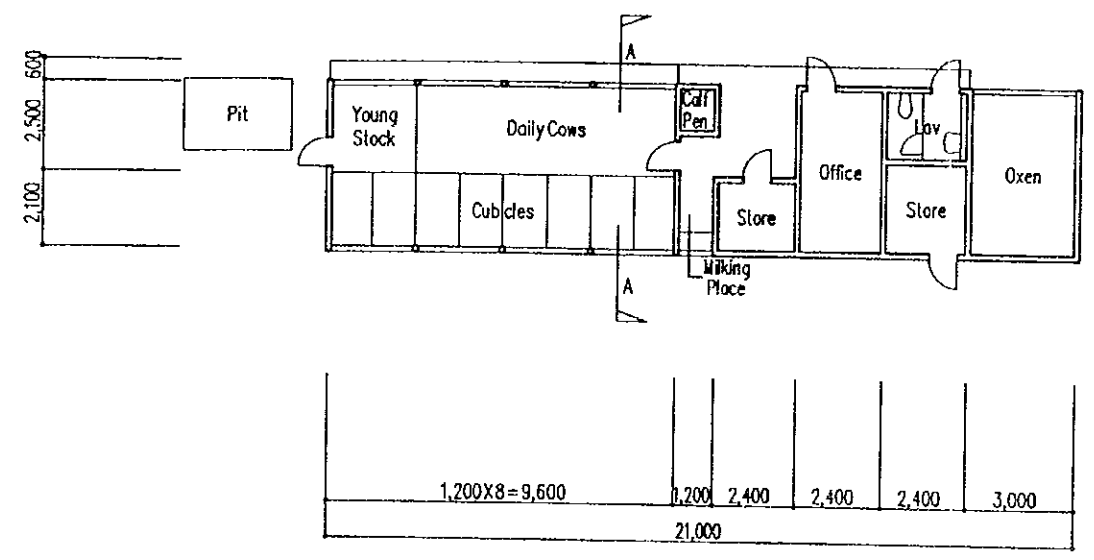 A
600
2,500
2,100
Pit
Young
Stock
Daily Cows
Calf
Pen
Lav
Office
Oxen
Cubicles
Store
Store
Milking
Place
A
1,200X8=9,600
1,200
2,400
2,400
2,400
3,000
21,000